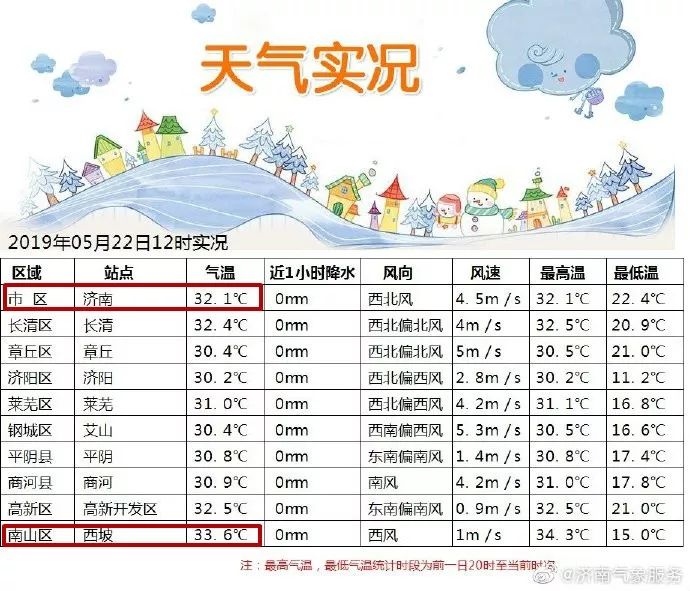 天气实况
2019年05月22日12时实况
区域 站点 气温 近1小时降水 风向 风速 最高温 最低温
市 区 济南 32.1℃ 0mm 西北风 4.5m/s 32.1℃ 22.4℃
长清区 长清 32.4℃ 0mm 西北偏北风 4m/s 32.5℃ 20.9℃
章丘区 章丘 30.4℃ 0mm 西北偏北风 5m/s 30.5℃ 21.0℃
济阳区 济阳 30.2℃ 0mm 西北偏西风 2.8m/s 30.2℃ 11.2℃
莱芜区 莱芜 31.0℃ 0mm 西北偏西风 4.2m/s 31.1℃ 16.8℃
钢城区 艾山 30.4℃ 0mm 西南偏西风 5.3m/s 30.5℃ 16.6℃
平阴县 平阴 30.8℃ 0mm 东南偏南风 1.4m/s 30.8℃ 17.4℃
商河县 商河 30.9℃ 0mm 南风 4.2m/s 31.0℃ 17.8℃
高新区 高新开发区 32.5℃ 0mm 东南偏南风 0.9m/s 32.5℃ 21.0℃
南山区 西坡 33.6℃ 0mm 西风 1m/s 34.3℃ 15.0℃
注：最高气温，最低气温统计时段为前一日20时至当前时次
@济南气象服务